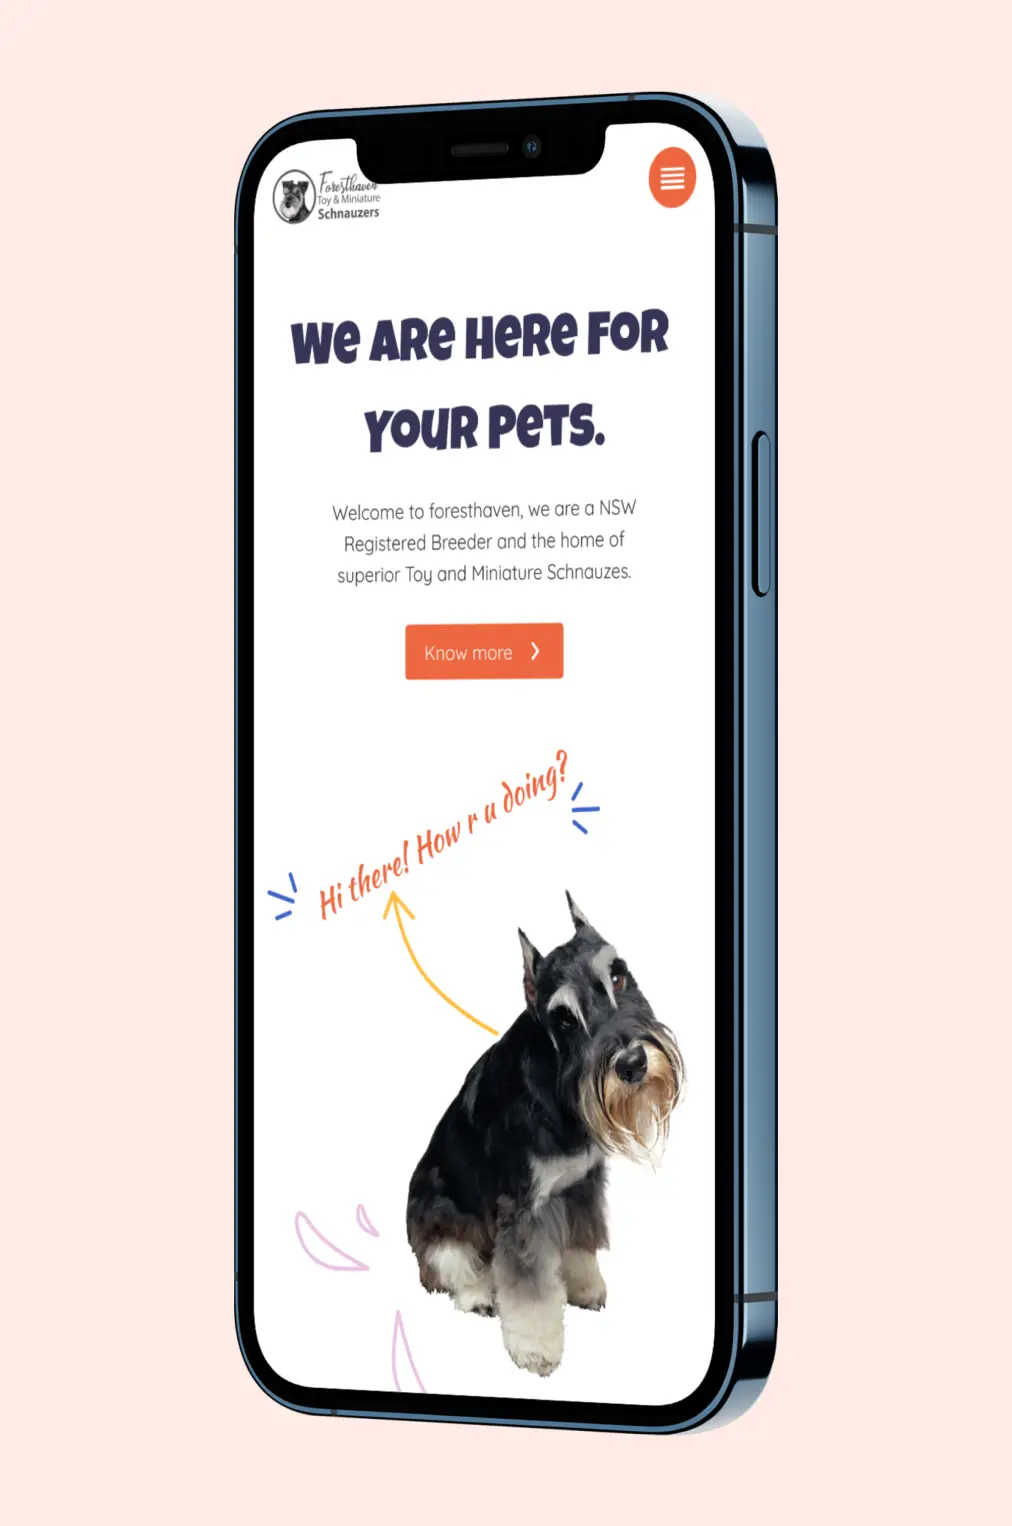 Foresthaven
Toy & Miniature
Schnauzers
We are here for
your pets.
Welcome to foresthaven, we are a NSW
Registered Breeder and the home of
superior Toy and Miniature Schnauzes.
Know more
Hi there! How r u doing?